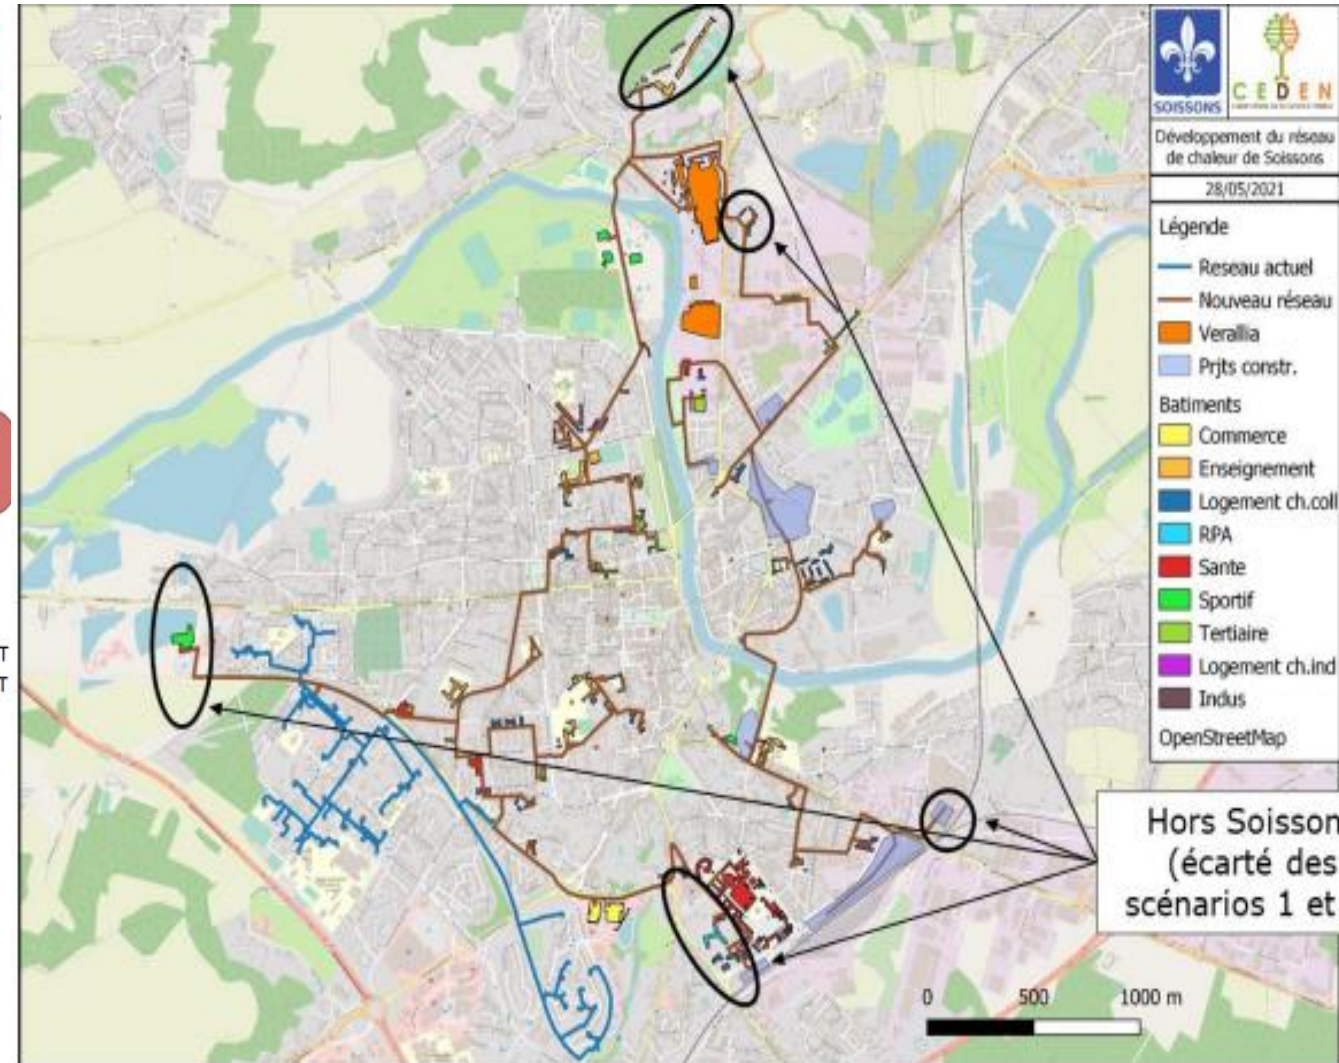 SOISSONS
CEDEN
Développement du réseau
de chaleur de Soissons
28/05/2021
Légende
Reseau actuel
Nouveau réseau
Verallia
Prjts constr.
Batiments
Commerce
Enseignement
Logement ch.coll
RPA
Sante
Sportif
Tertiaire
Logement ch.ind
Indus
OpenStreetMap
Hors Soisson
(écarté des
scénarios 1 et
0 500 1000 m
T
T